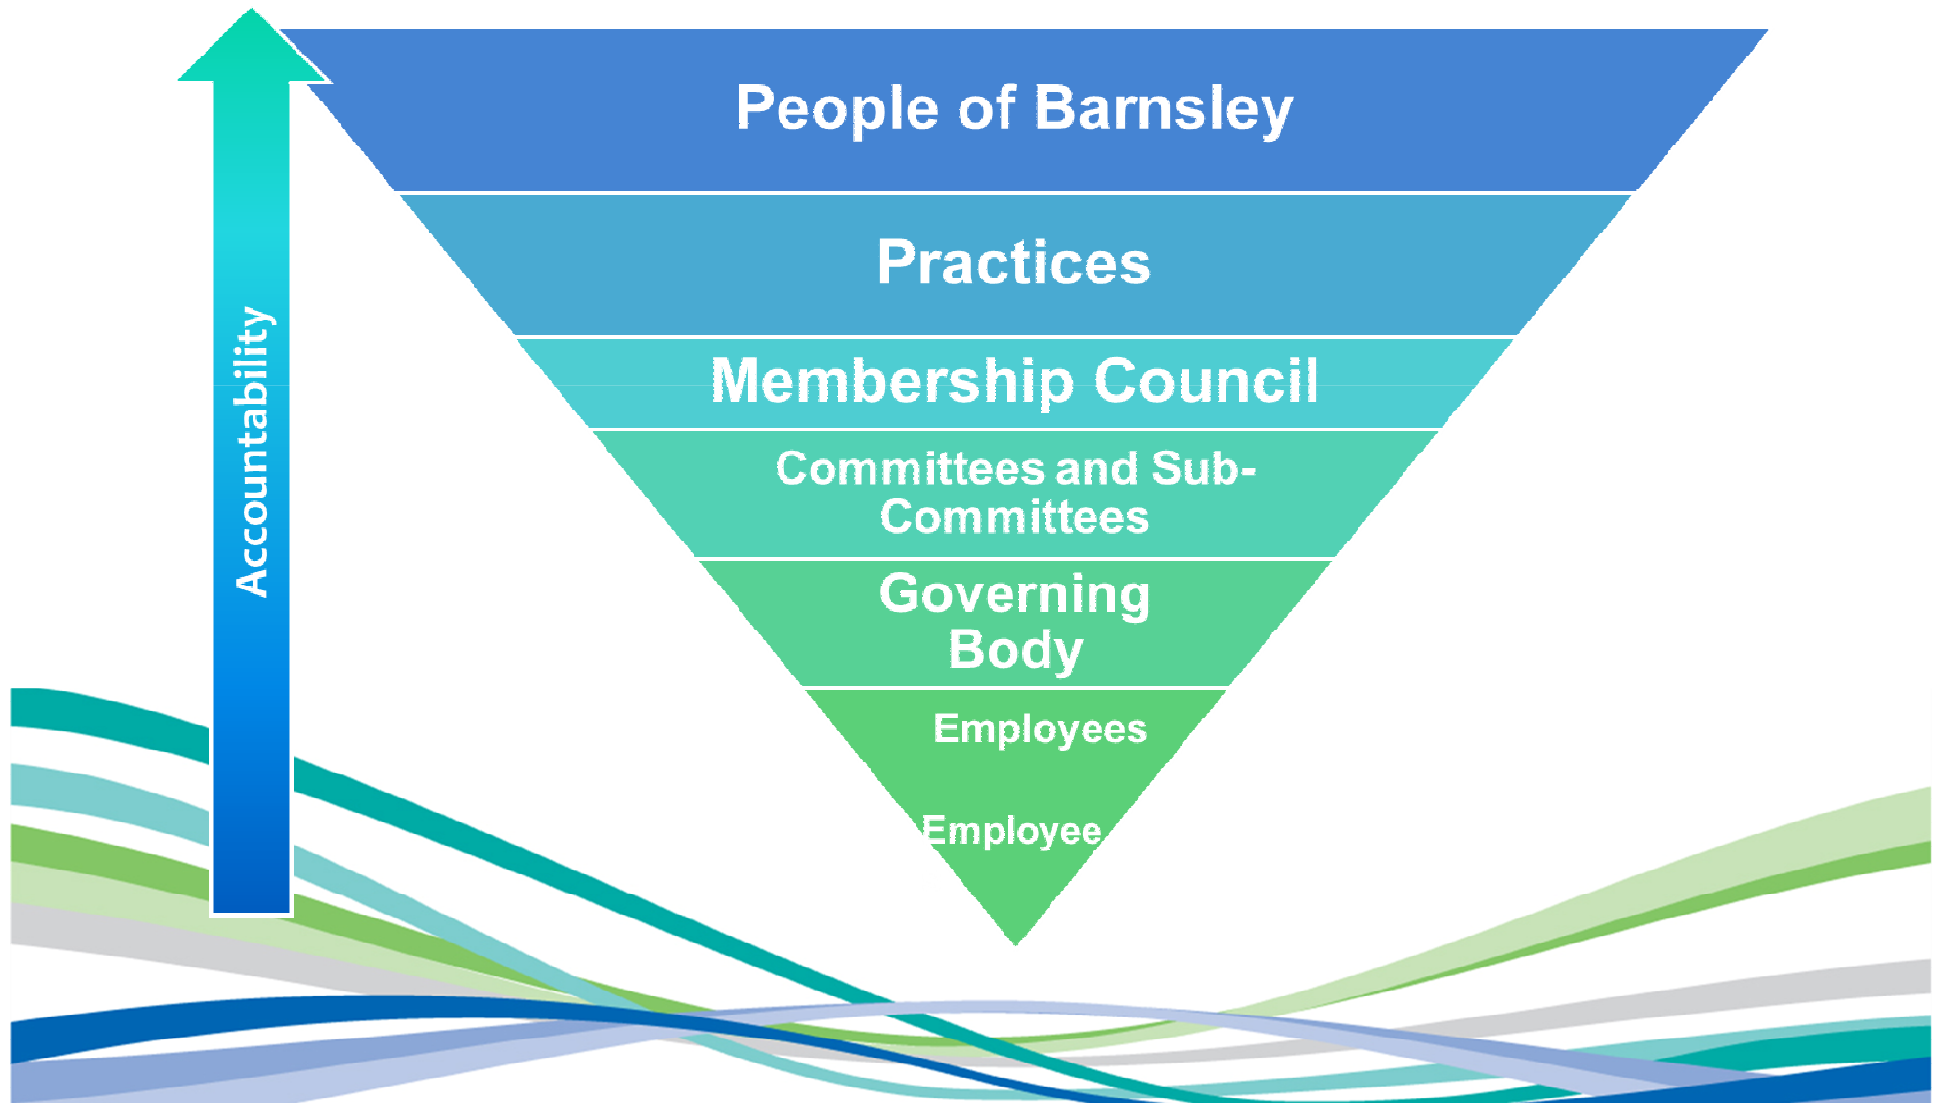 People of Barnsley
Practices
Membership Council
Committees and Sub-
Committees
Governing
Body
Employees
Employee
Accountability